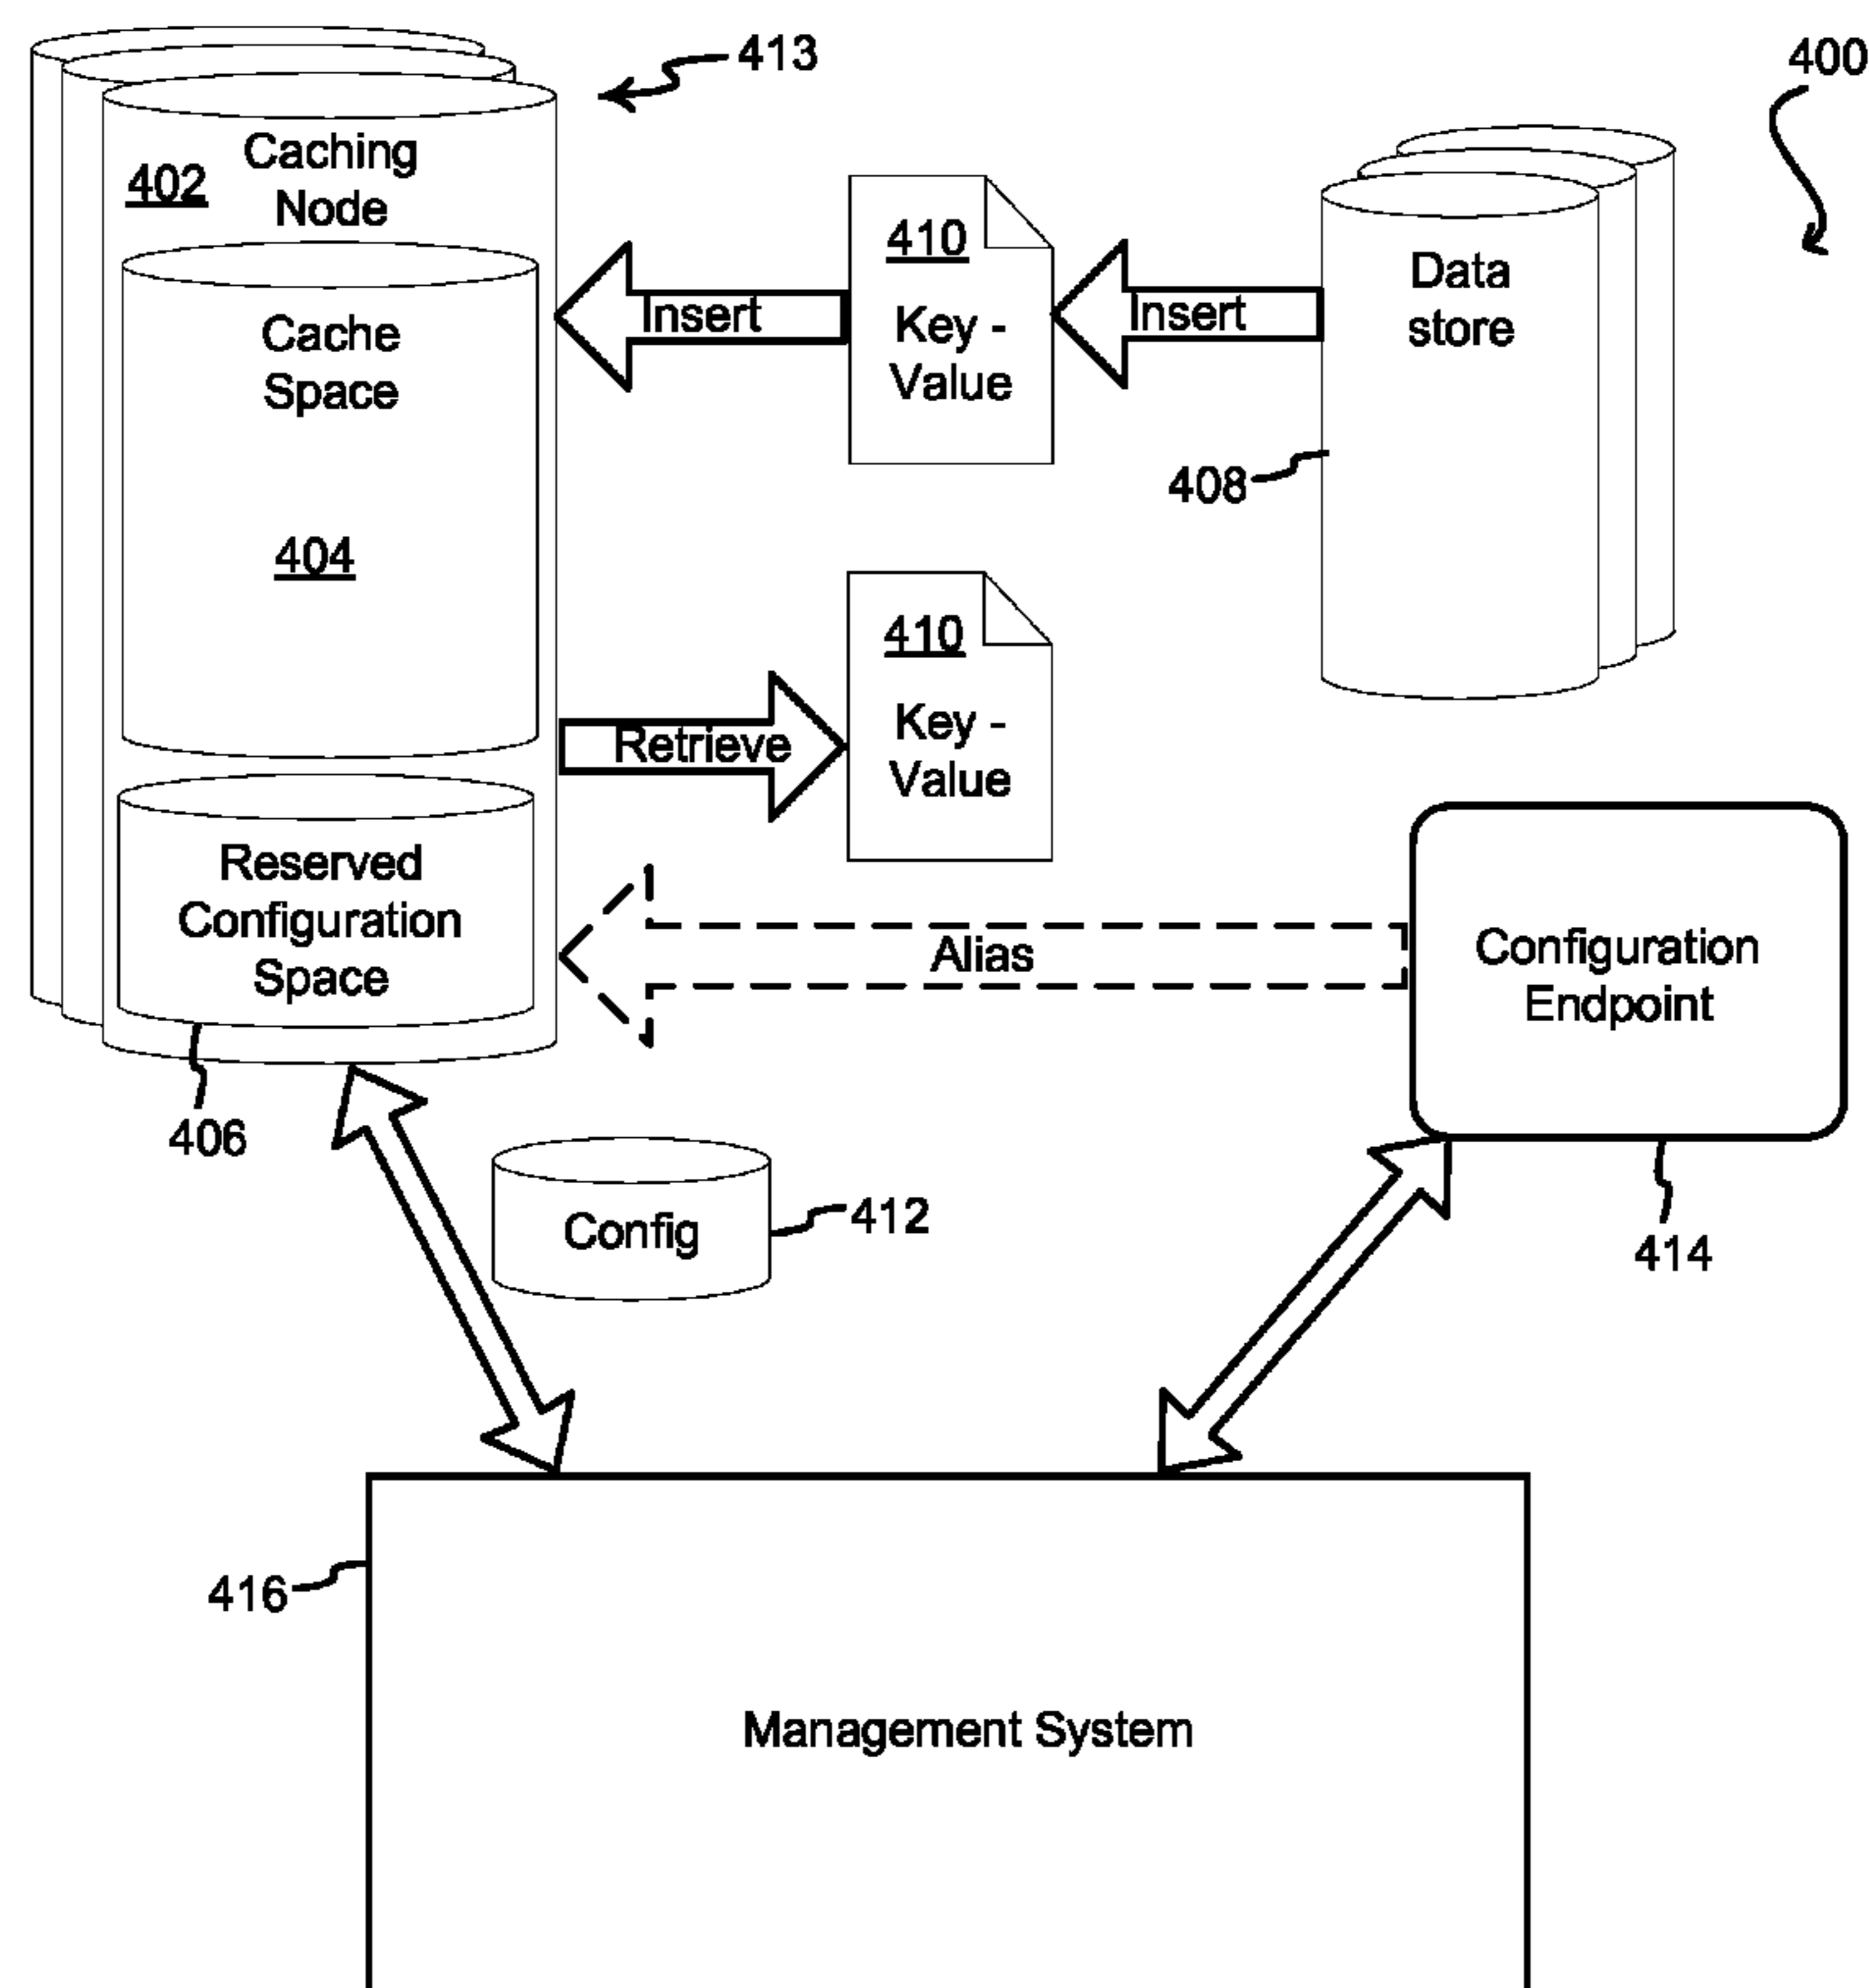 413
400
402
Caching
Node
Cache
Space
404
Insert
410
Key -
Value
Insert
Data
store
408
Retrieve
410
Key -
Value
Reserved
Configuration
Space
406
Alias
Configuration
Endpoint
414
Config
412
416
Management System